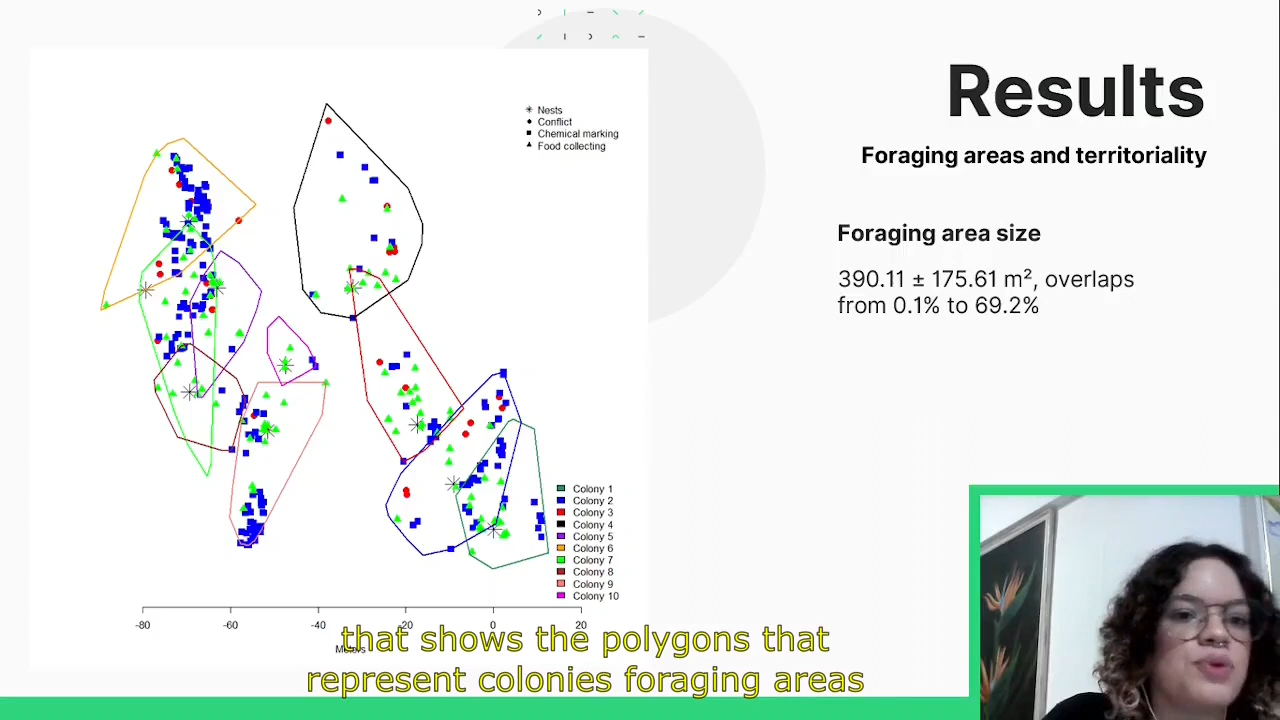 Results
Foraging areas and territoriality
Foraging area size
390.11 ± 175.61 m², overlaps
from 0.1% to 69.2%
Nests
Conflict
Chemical marking
Food collecting
Colony 1
Colony 2
Colony 3
Colony 4
Colony 5
Colony 6
Colony 7
Colony 8
Colony 9
Colony 10
-80 -60 -40 -20 0 20
Meters
that shows the polygons that
represent colonies foraging areas